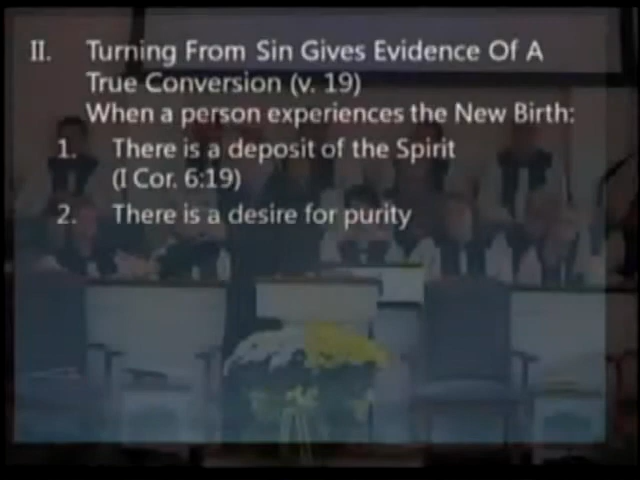 II. Turning From Sin Gives Evidence Of A
True Conversion (v. 19)
When a person experiences the New Birth:
1. There is a deposit of the Spirit
(I Cor. 6:19)
2. There is a desire for purity